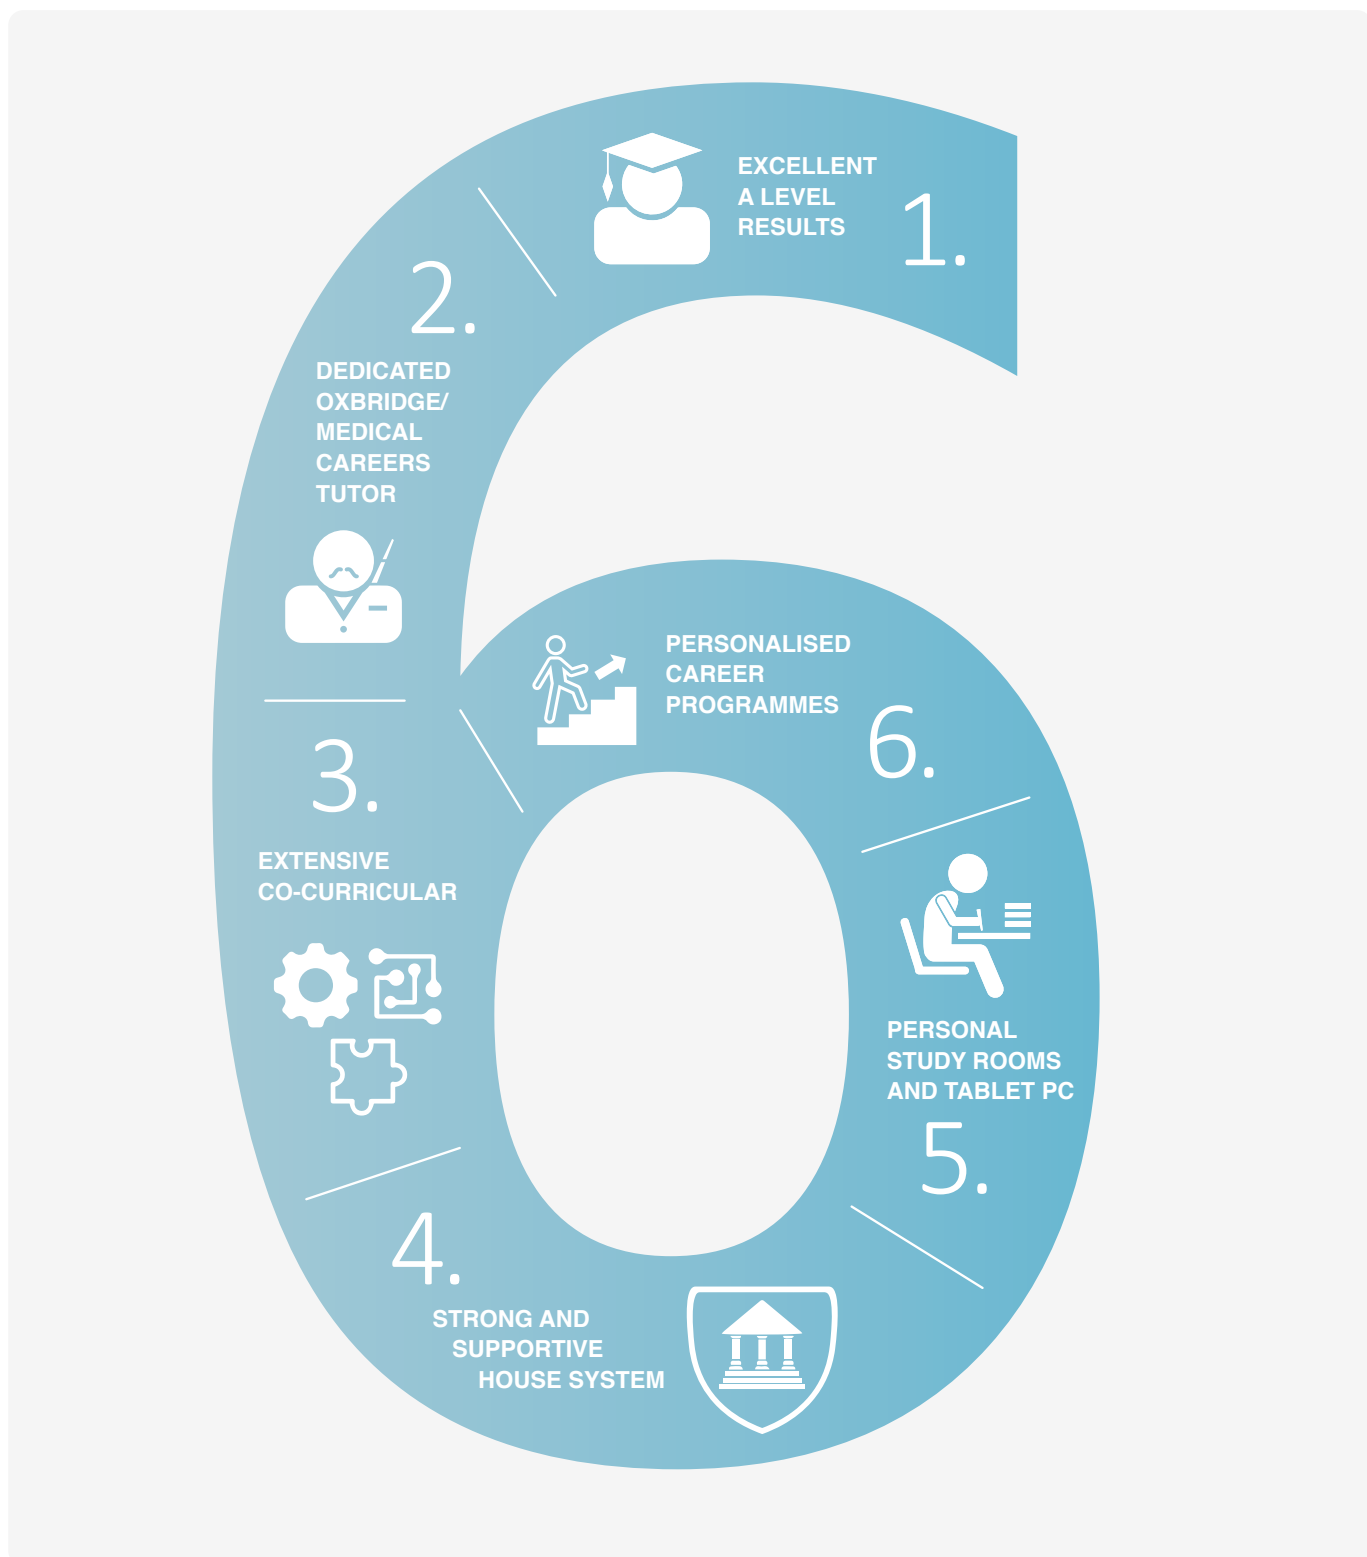 EXCELLENT
A LEVEL
RESULTS
1.
2.
DEDICATED
OXBRIDGE/
MEDICAL
CAREERS
TUTOR
3.
EXTENSIVE
CO-CURRICULAR
4.
STRONG AND
SUPPORTIVE
HOUSE SYSTEM
PERSONAL
STUDY ROOMS
AND TABLET PC
5.
PERSONALISED
CAREER
PROGRAMMES
6.